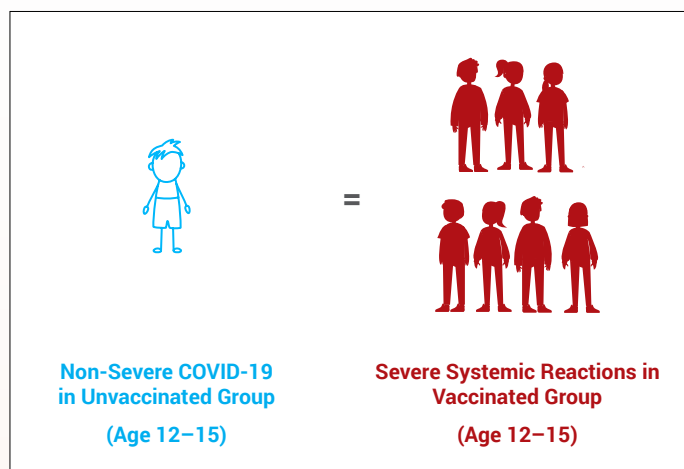 =
Non-Severe COVID-19
in Unvaccinated Group
(Age 12–15)
Severe Systemic Reactions in
Vaccinated Group
(Age 12–15)